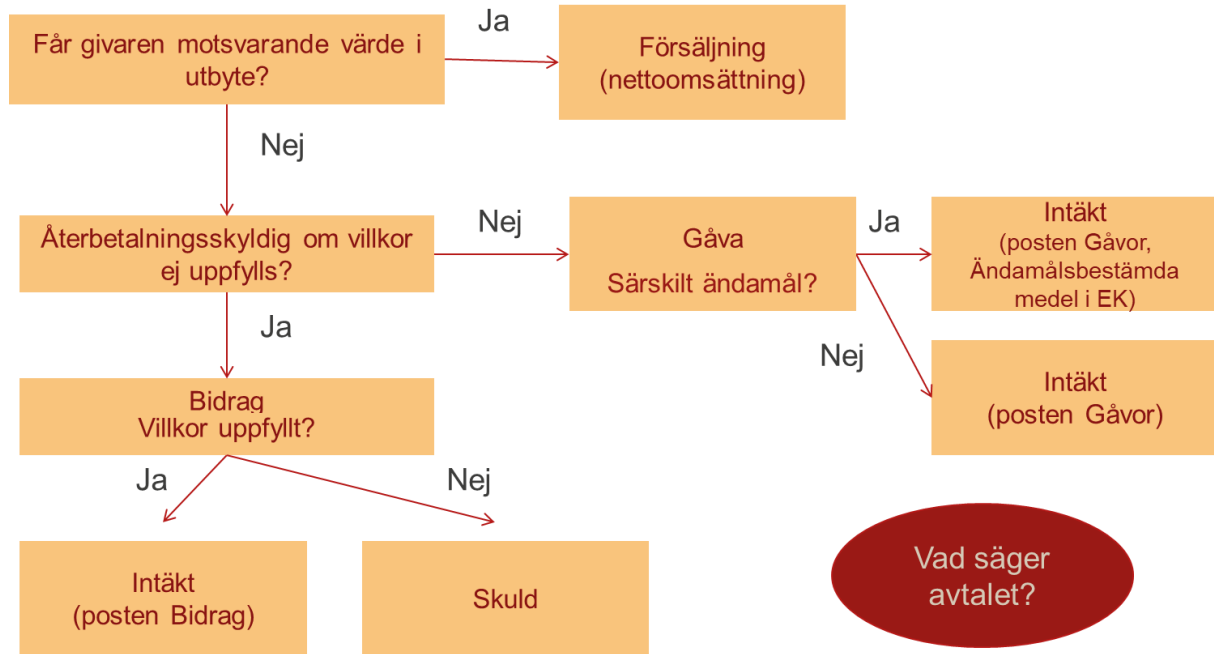 Får givaren motsvarande värde i
utbyte?
Ja
Försäljning
(nettoomsättning)
Nej
Återbetalningsskyldig om villkor
ej uppfylls?
Nej
Gåva
Särskilt ändamål?
Ja
Intäkt
(posten Gåvor,
Ändamålsbestämda
medel i EK)
Nej
Intäkt
(posten Gåvor)
Ja
Bidrag
Villkor uppfyllt?
Ja
Nej
Intäkt
(posten Bidrag)
Skuld
Vad säger
avtalet?